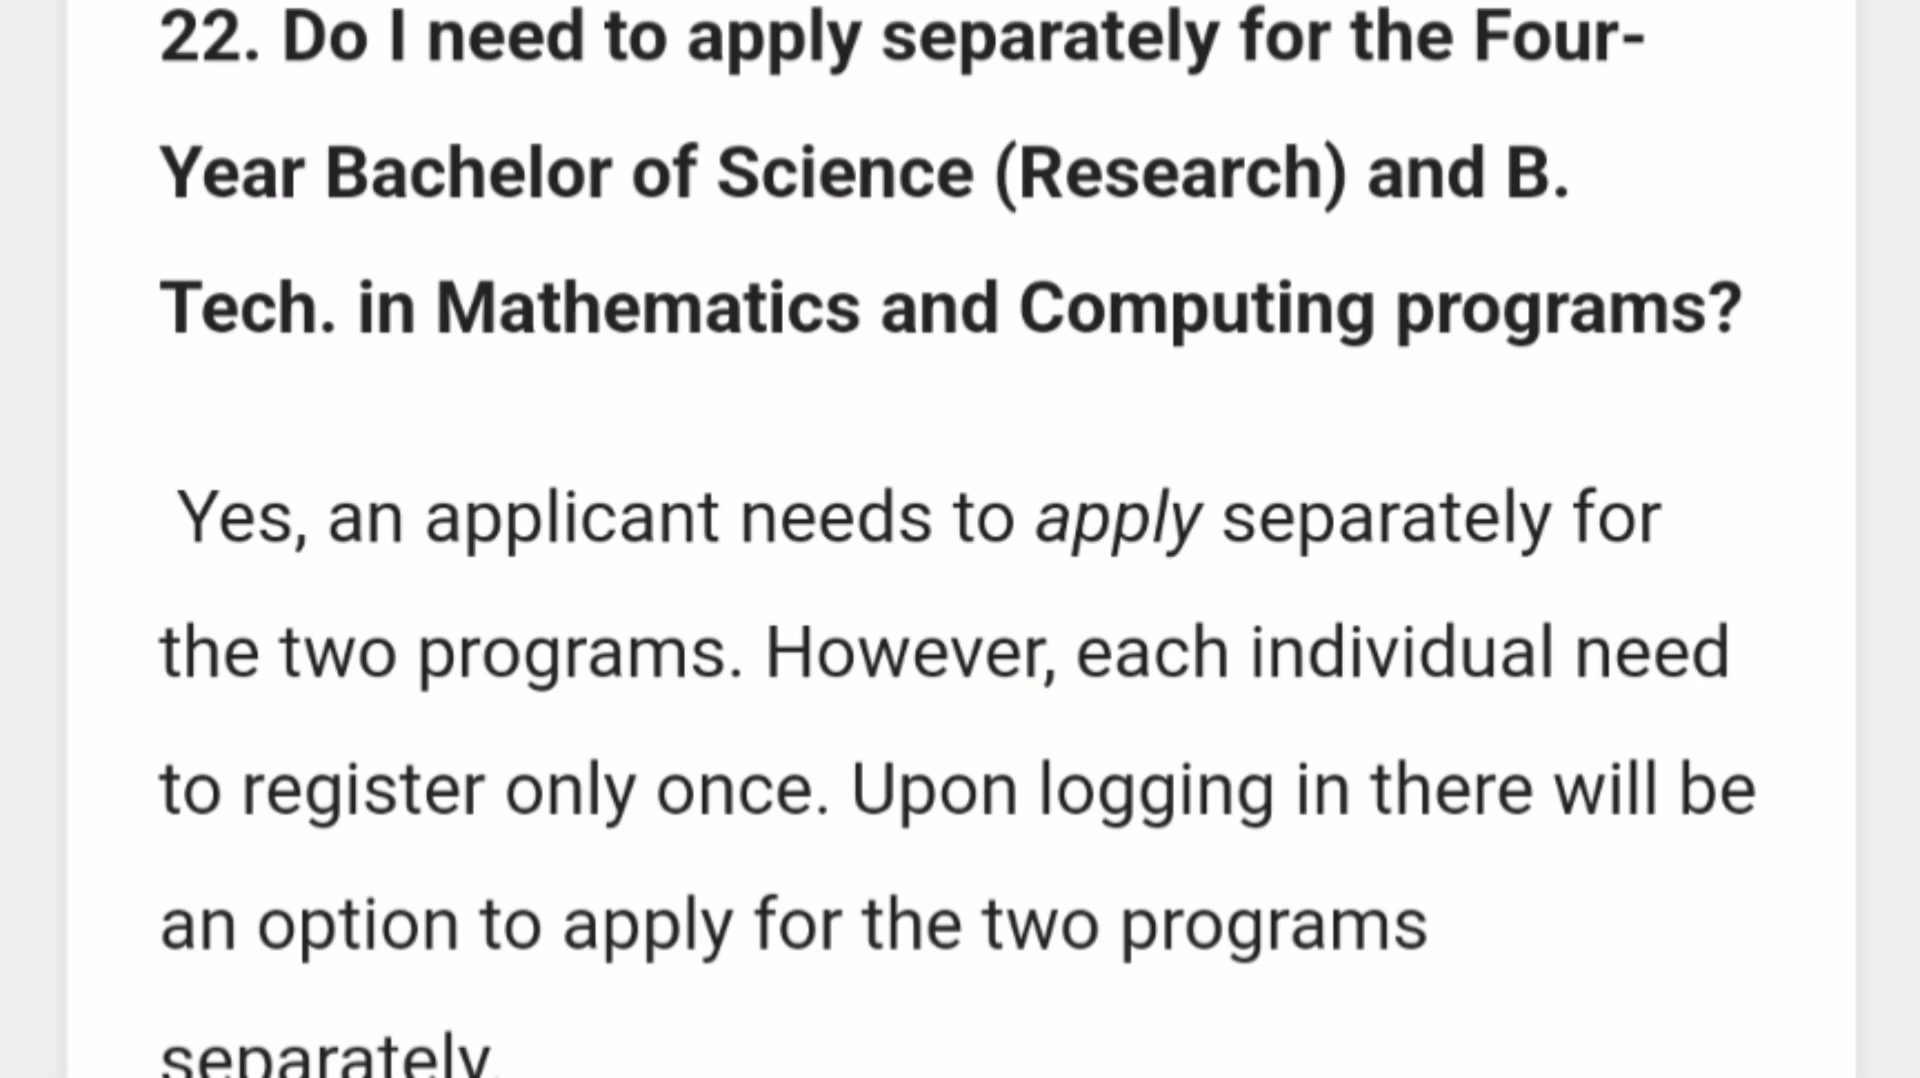 22. Do I need to apply separately for the Four-
Year Bachelor of Science (Research) and B.
Tech. in Mathematics and Computing programs?
Yes, an applicant needs to apply separately for
the two programs. However, each individual need
to register only once. Upon logging in there will be
an option to apply for the two programs
separately.